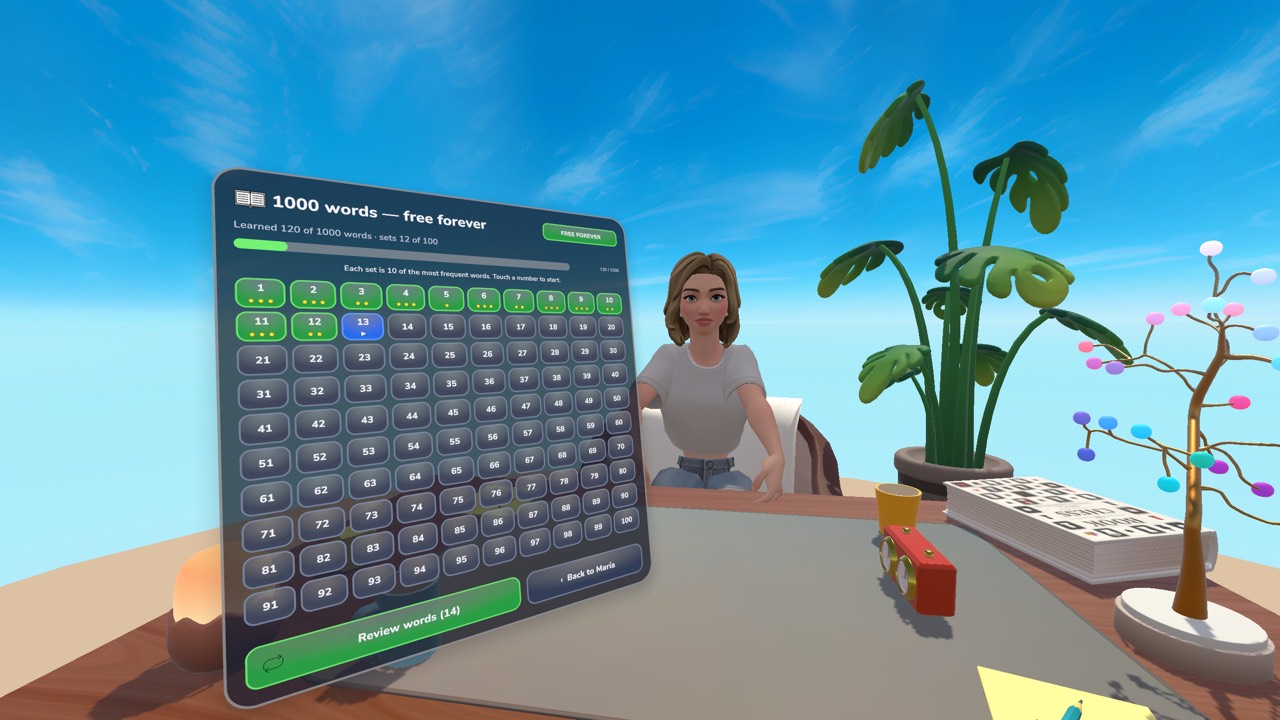 1000 words — free forever
FREE FOREVER
Learned 120 of 1000 words · sets 12 of 100
120 / 1000
Each set is 10 of the most frequent words. Touch a number to start.
1 2 3 4 5 6 7 8 9 10
11 12 13 14 15 16 17 18 19 20
21 22 23 24 25 26 27 28 29 30
31 32 33 34 35 36 37 38 39 40
41 42 43 44 45 46 47 48 49 50
51 52 53 54 55 56 57 58 59 60
61 62 63 64 65 66 67 68 69 70
71 72 73 74 75 76 77 78 79 80
81 82 83 84 85 86 87 88 89 90
91 92 93 94 95 96 97 98 99 100
Review words (14)
‹ Back to Maria